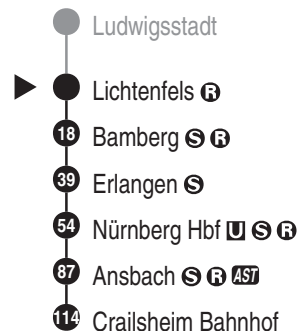 Ludwigsstadt
Lichtenfels R
18 Bamberg S R
39 Erlangen S
54 Nürnberg Hbf U S R
87 Ansbach S R AST
114 Crailsheim Bahnhof